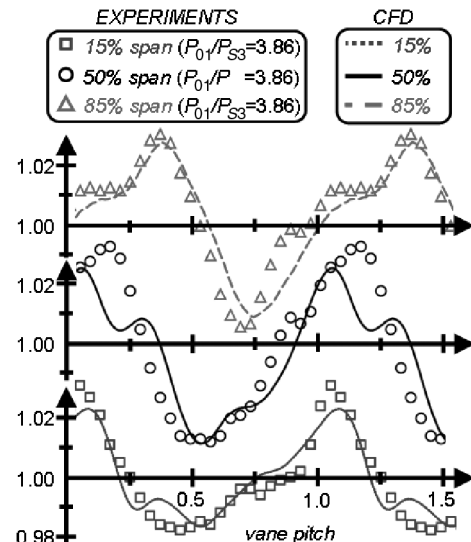 EXPERIMENTS
15% span (P01/PS3=3.86)
50% span (P01/P =3.86)
85% span (P01/PS3=3.86)
CFD
15%
50%
85%
1.02
1.00
1.02
1.00
1.02
1.00
0.98
0.5
1.0
1.5
vane pitch